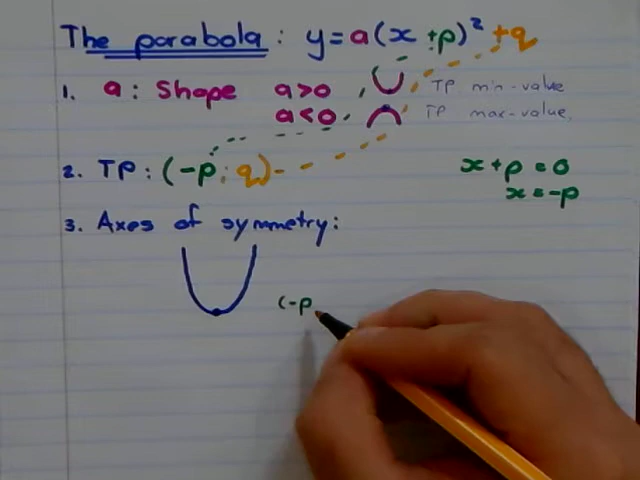 The parabola: y=a(x+p)²+q
1. a: Shape a>0, TP min-value
a<0, TP max-value.
2. TP: (-p; q) x+p=0
x=-p
3. Axes of symmetry:
(-p